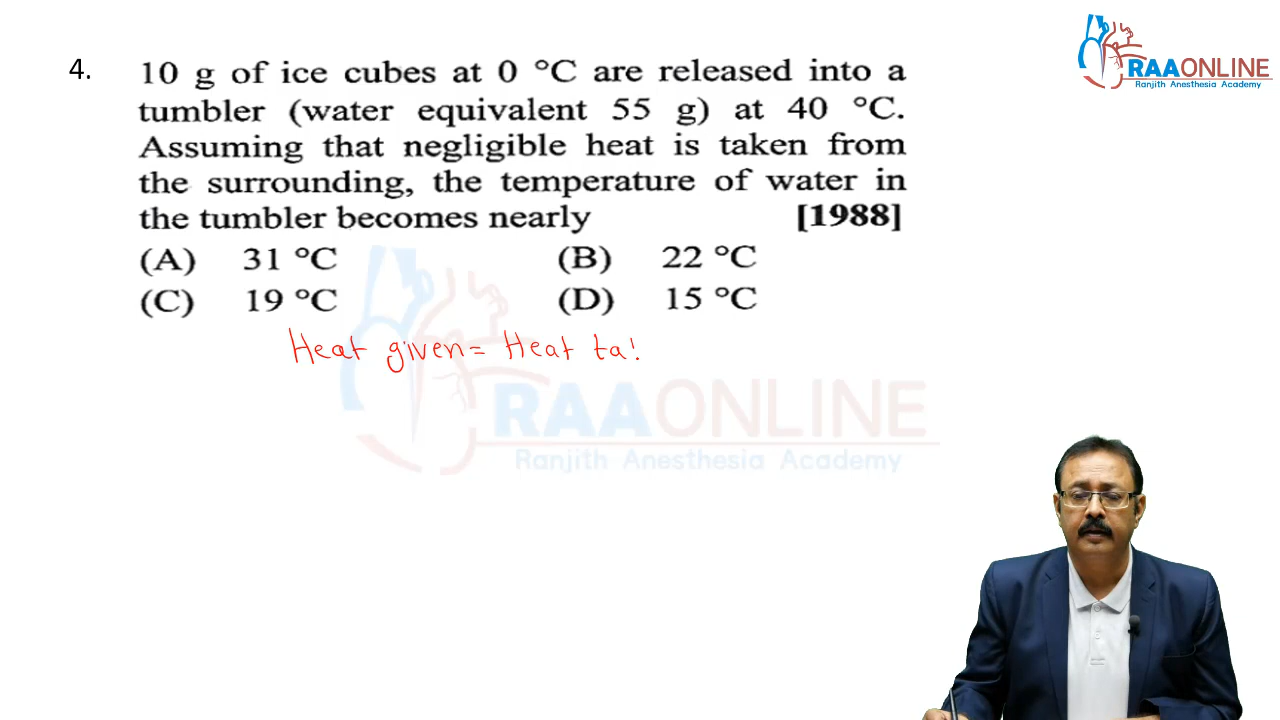 4.
10 g of ice cubes at 0 °C are released into a
tumbler (water equivalent 55 g) at 40 °C.
Assuming that negligible heat is taken from
the surrounding, the temperature of water in
the tumbler becomes nearly [1988]
(A) 31 °C (B) 22 °C
(C) 19 °C (D) 15 °C
Heat given = Heat
RAAONLINE
Ranjith Anesthesia Academy
RAAONLINE
Ranjith Anesthesia Academy